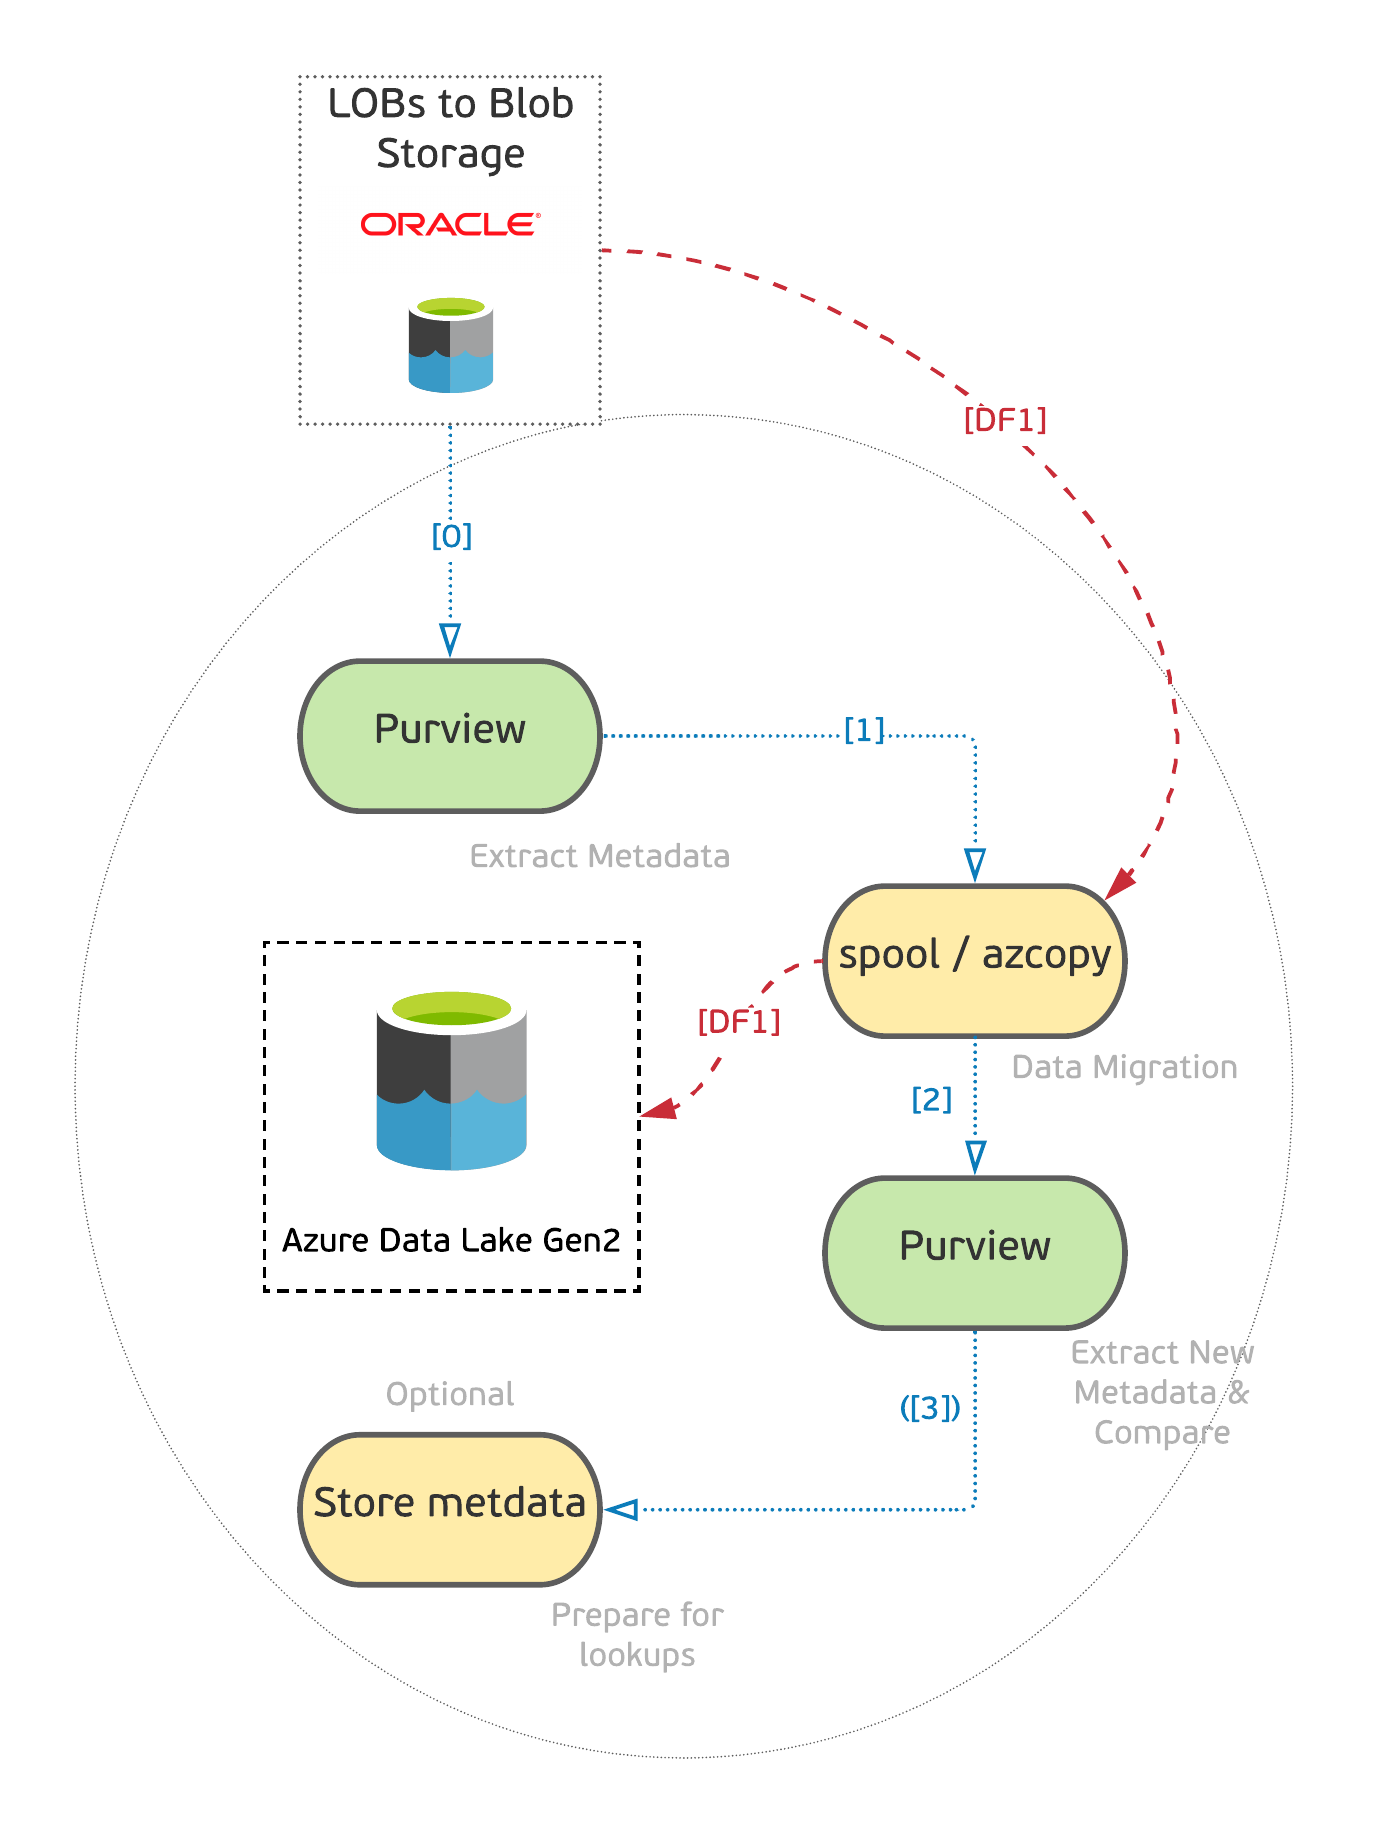 LOBs to Blob
Storage
ORACLE®
[DF1]
[0]
Purview
[1]
Extract Metadata
spool / azcopy
[DF1]
Data Migration
[2]
Azure Data Lake Gen2
Purview
Extract New
Metadata &
Compare
Optional
([3])
Store metdata
Prepare for
lookups